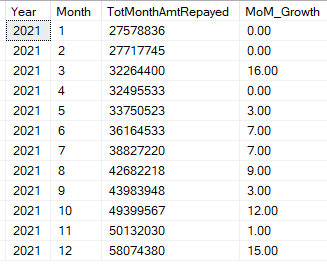 Year Month TotMonthAmtRepayed MoM_Growth
2021 1 27578836 0.00
2021 2 27717745 0.00
2021 3 32264400 16.00
2021 4 32495533 0.00
2021 5 33750523 3.00
2021 6 36164533 7.00
2021 7 38827220 7.00
2021 8 42682218 9.00
2021 9 43983948 3.00
2021 10 49399567 12.00
2021 11 50132030 1.00
2021 12 58074380 15.00